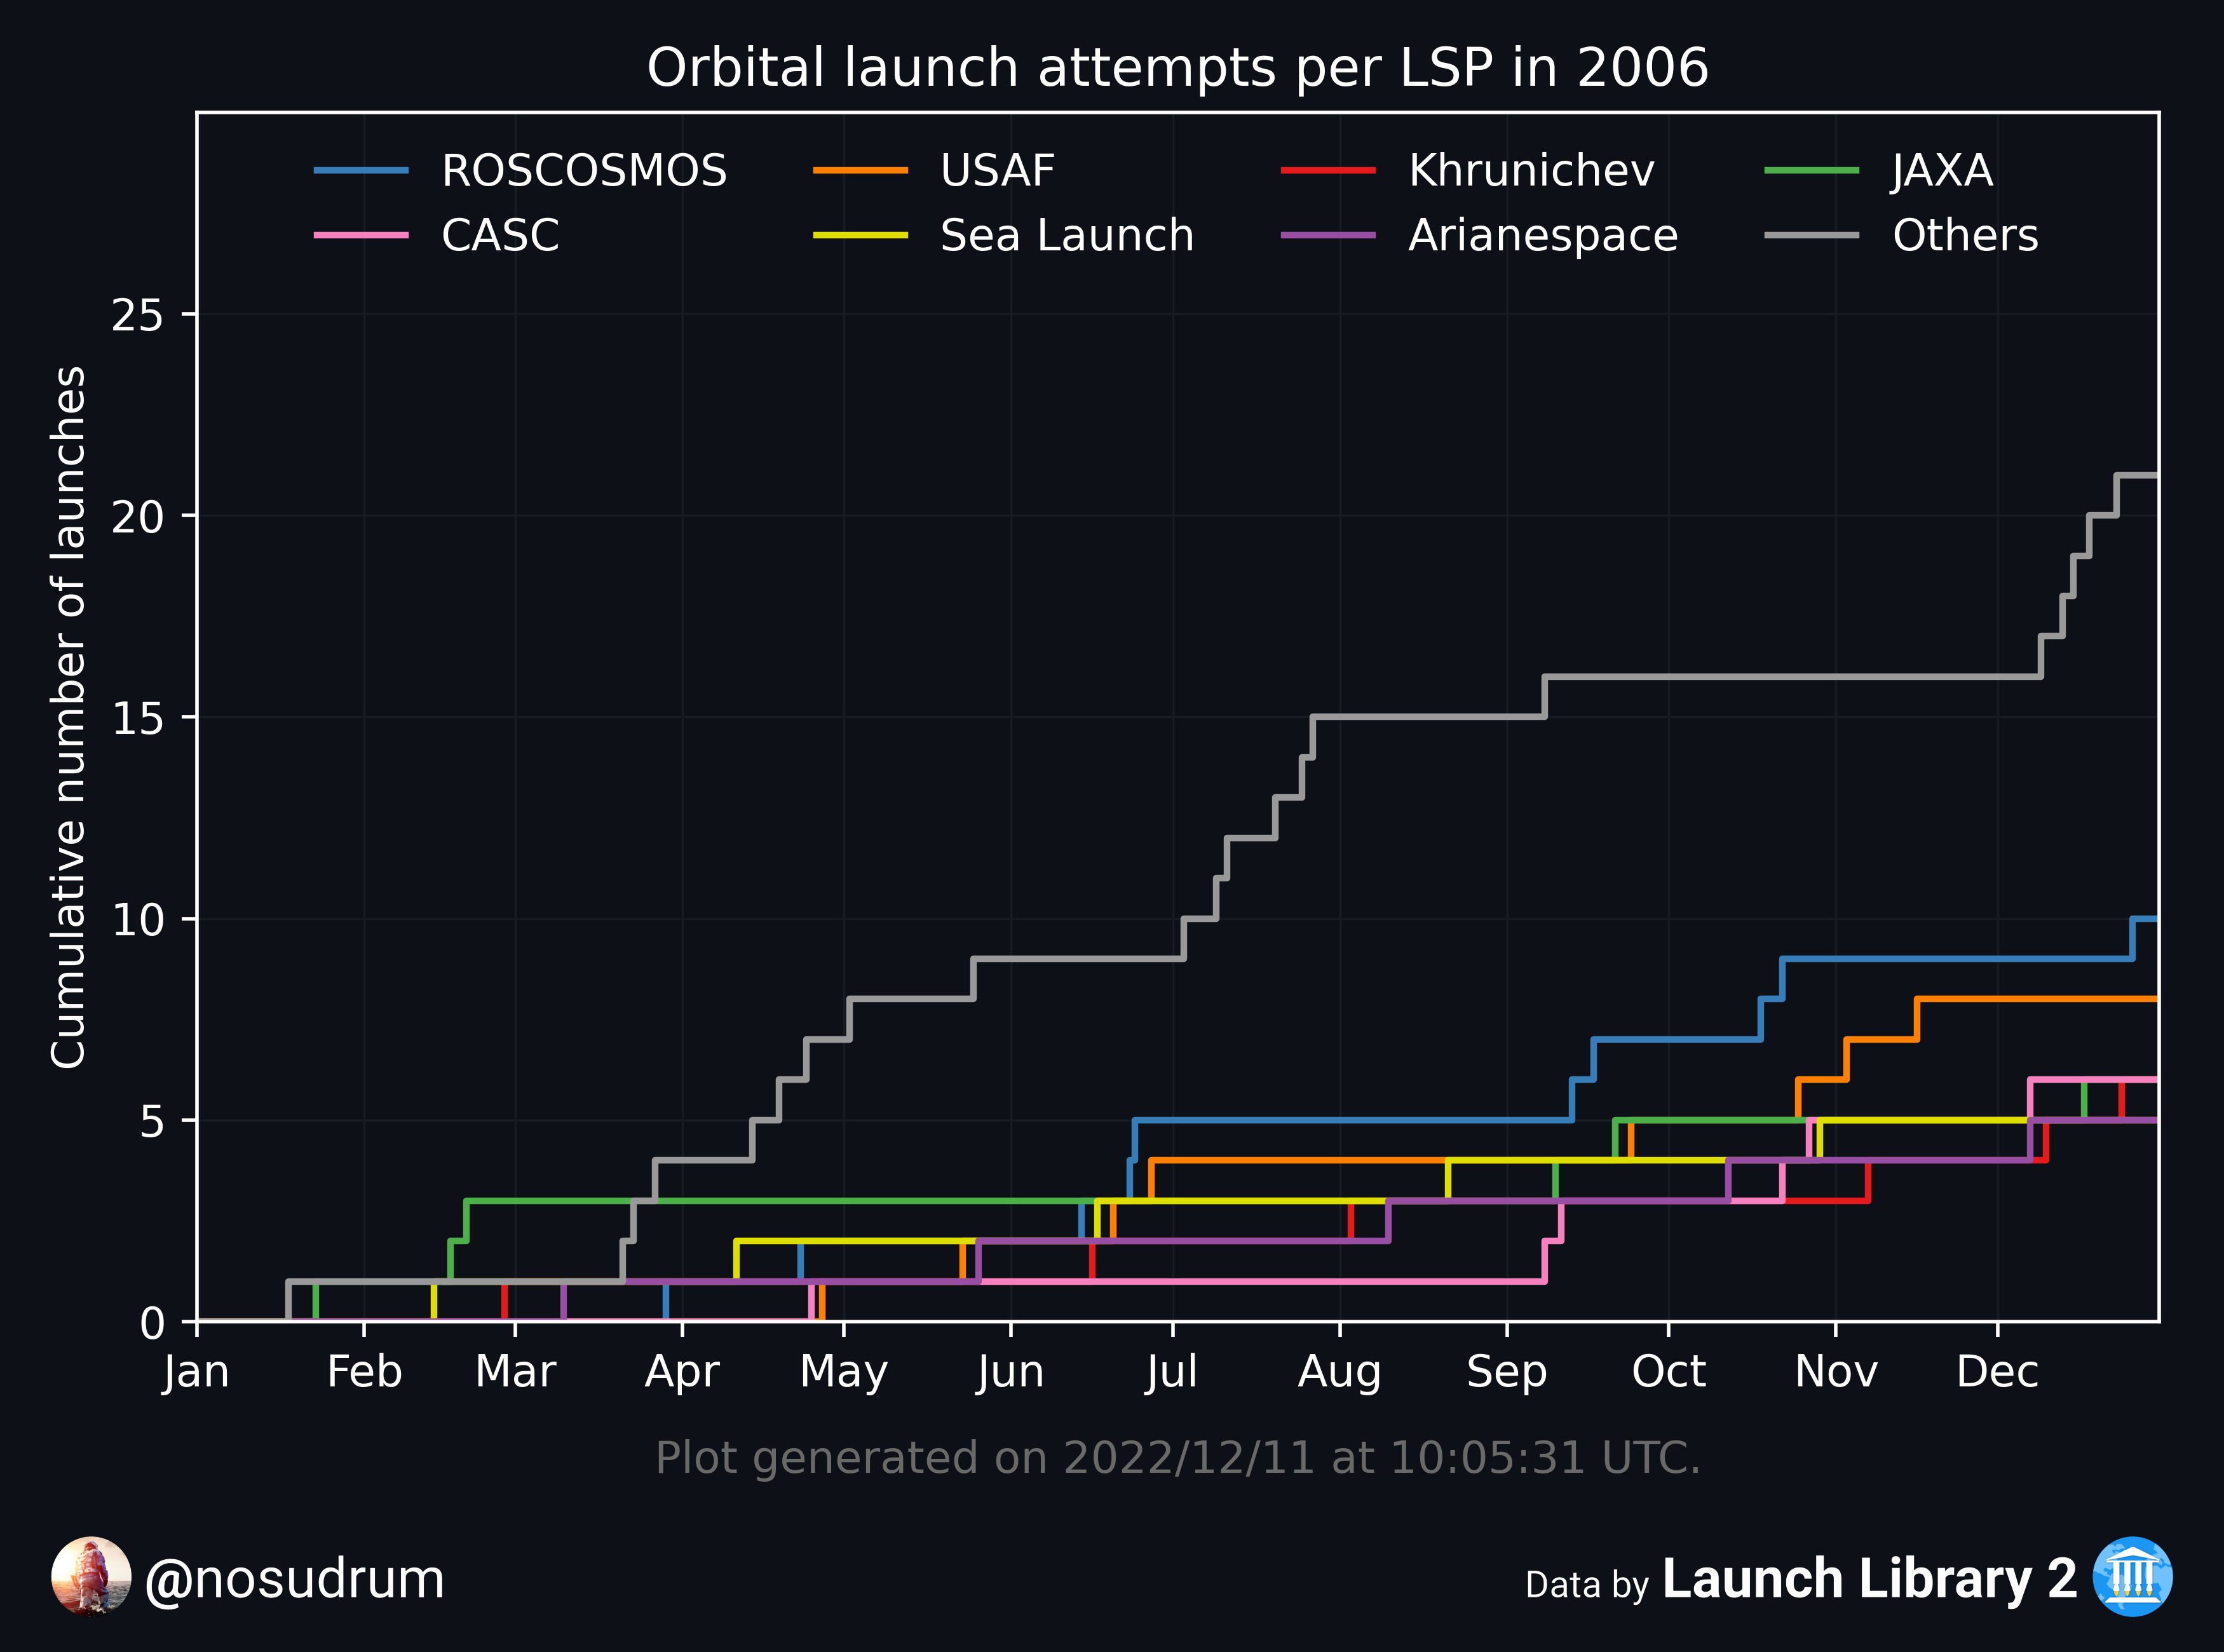 Orbital launch attempts per LSP in 2006
ROSCOSMOS USAF Khrunichev JAXA
CASC Sea Launch Arianespace Others
Cumulative number of launches
25
20
15
10
5
0
Jan Feb Mar Apr May Jun Jul Aug Sep Oct Nov Dec
Plot generated on 2022/12/11 at 10:05:31 UTC.
@nosudrum
Data by Launch Library 2